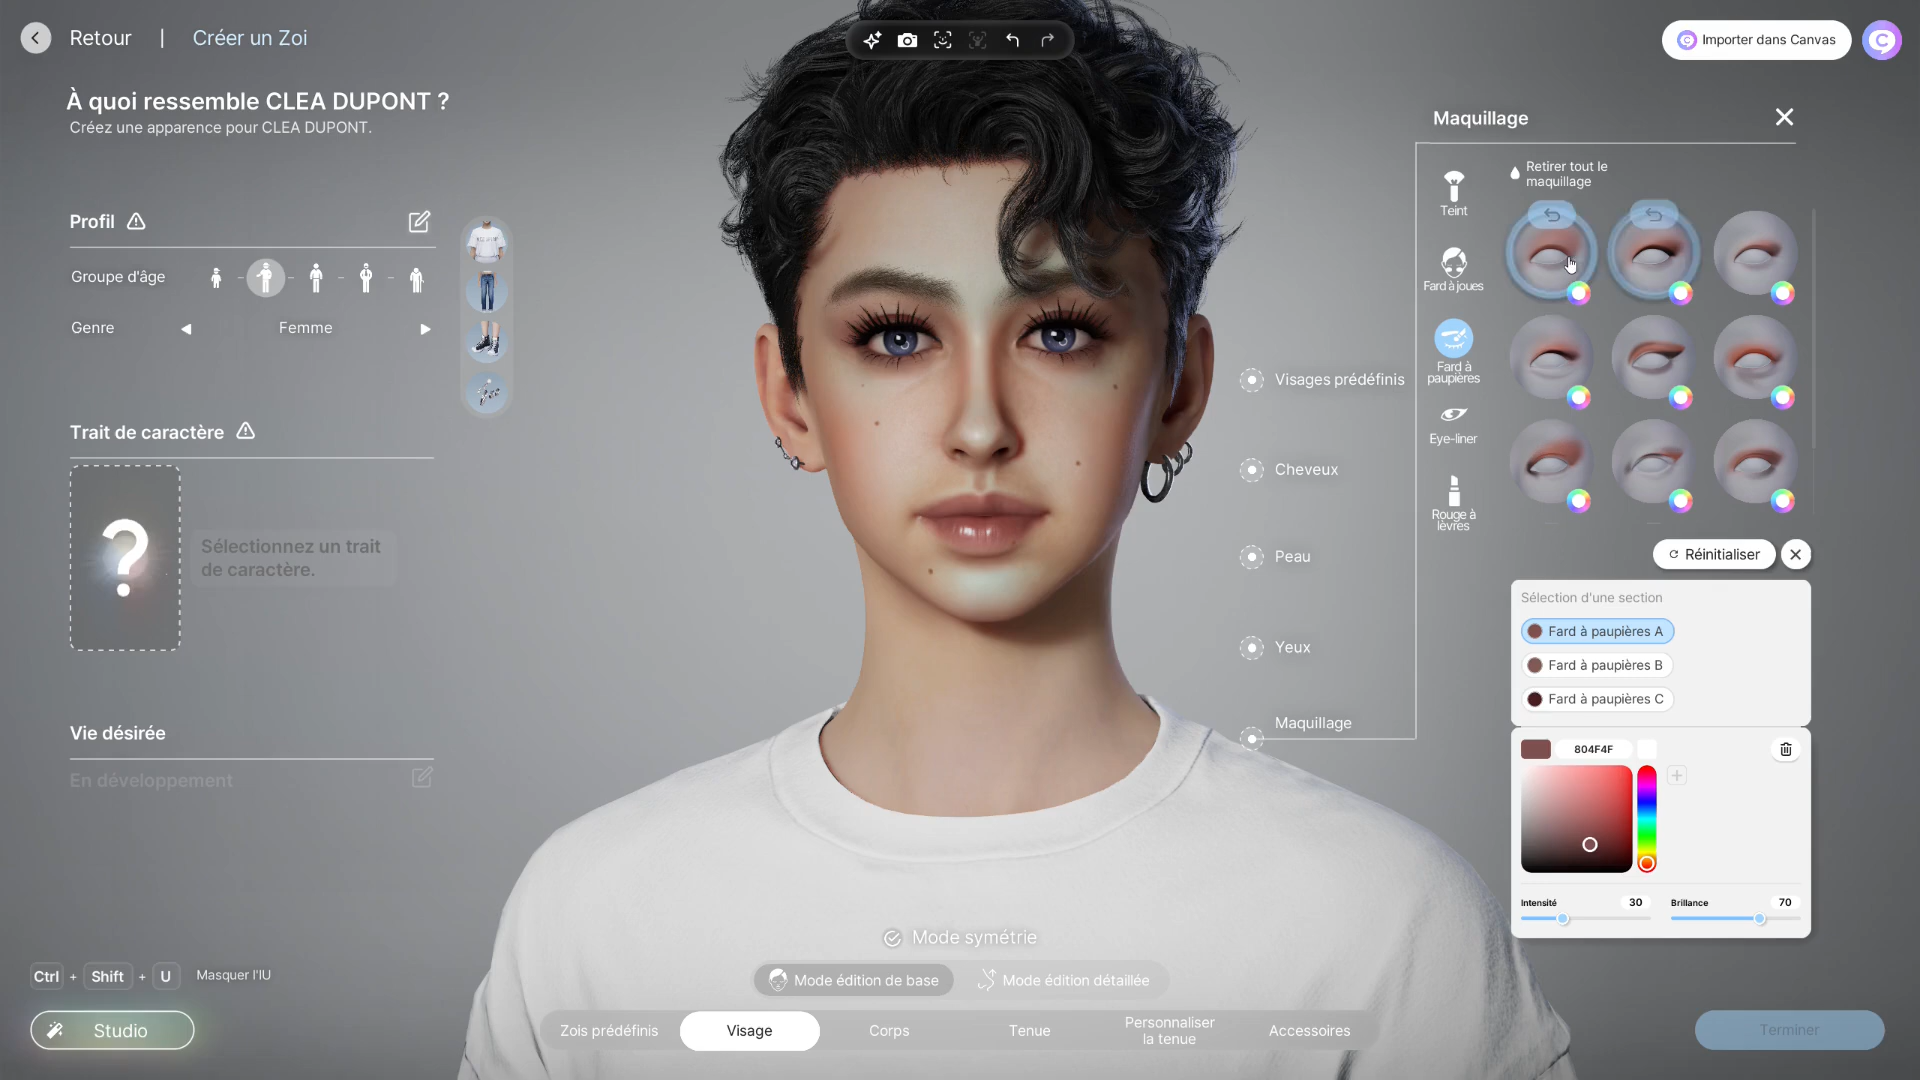 Retour | Créer un Zoi
Importer dans Canvas
À quoi ressemble CLEA DUPONT ?
Créez une apparence pour CLEA DUPONT.
Profil
Groupe d'âge
Genre
Femme
Trait de caractère
?
Sélectionnez un trait
de caractère.
Vie désirée
En développement
Ctrl + Shift + U Masquer l'IU
Studio
Visages prédéfinis
Cheveux
Peau
Yeux
Maquillage
Maquillage
Retirer tout le
maquillage
Teint
Fard à joues
Fard à
paupières
Eye-liner
Rouge à
lèvres
Réinitialiser
Sélection d'une section
Fard à paupières A
Fard à paupières B
Fard à paupières C
804F4F
Intensité 30
Brillance 70
Mode symétrie
Mode édition de base
Mode édition détaillée
Zois prédéfinis
Visage
Corps
Tenue
Personnaliser
la tenue
Accessoires
Terminer